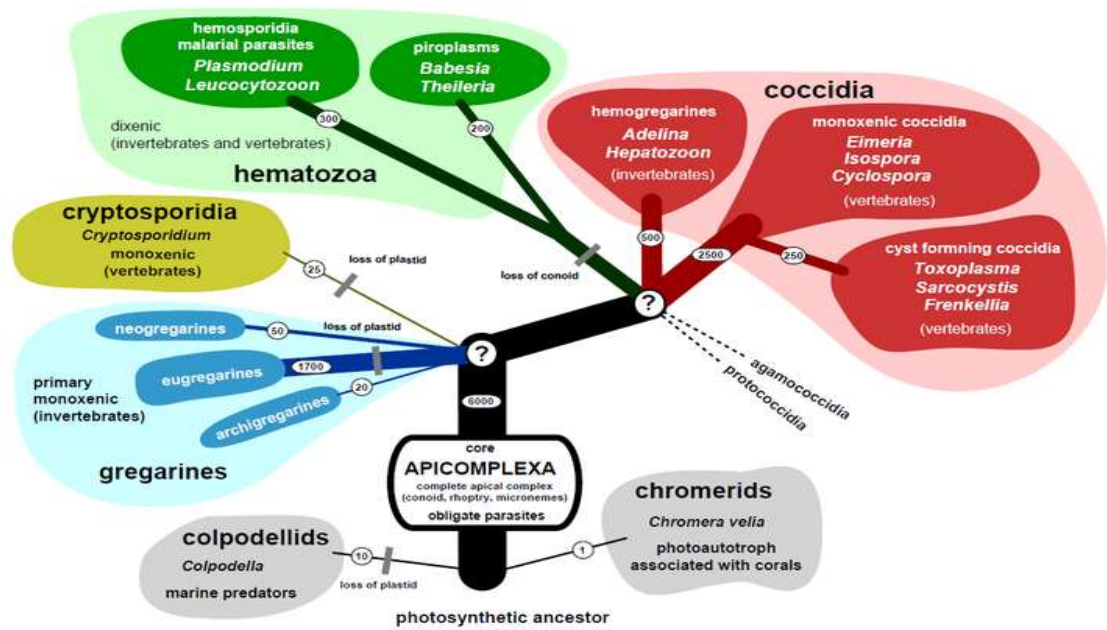 hemosporidia
malarial parasites
Plasmodium
Leucocytozoon
300
dixenic
(invertebrates and vertebrates)
hematozoa
piroplasms
Babesia
Theileria
200
loss of conoid
coccidia
hemogregarines
Adelina
Hepatozoon
(invertebrates)
500
monoxenic coccidia
Eimeria
Isospora
Cyclospora
(vertebrates)
2500
250
cyst formning coccidia
Toxoplasma
Sarcocystis
Frenkellia
(vertebrates)
?
agamococcidia
protococcidia
cryptosporidia
Cryptosporidium
monoxenic
(vertebrates)
25
loss of plastid
neogregarines
50
loss of plastid
eugregarines
1700
primary
monoxenic
(invertebrates)
archigregarines
20
gregarines
?
6000
core
APICOMPLEXA
complete apical complex
(conoid, rhoptry, micronemes)
obligate parasites
colpodellids
Colpodella
marine predators
10
loss of plastid
chromerids
Chromera velia
photoautotroph
associated with corals
1
photosynthetic ancestor